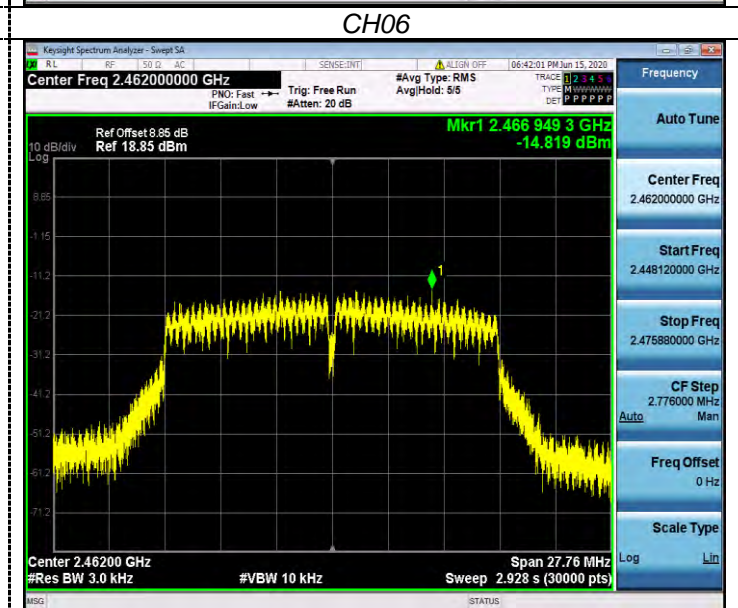 CH06
Keysight Spectrum Analyzer - Swept SA
RL RF 50 Ω AC SENSE:INT ALIGN OFF 06:42:01 PM Jun 15, 2020
Center Freq 2.462000000 GHz
PNO: Fast
IFGain:Low
Trig: Free Run
#Atten: 20 dB
#Avg Type: RMS
Avg|Hold: 5/5
TRACE 1 2 3 4 5 6
TYPE M WWWWW
DET P P P P P P
Frequency
Ref Offset 8.85 dB
10 dB/div Ref 18.85 dBm
Log
Mkr1 2.466 949 3 GHz
-14.819 dBm
8.85
-1.15
-11.2
-21.2
-31.2
-41.2
-51.2
-61.2
-71.2
1
Center 2.46200 GHz
#Res BW 3.0 kHz
#VBW 10 kHz
Span 27.76 MHz
Sweep 2.928 s (30000 pts)
Auto Tune
Center Freq
2.462000000 GHz
Start Freq
2.448120000 GHz
Stop Freq
2.475880000 GHz
CF Step
2.776000 MHz
Auto Man
Freq Offset
0 Hz
Scale Type
Log Lin
MSG STATUS